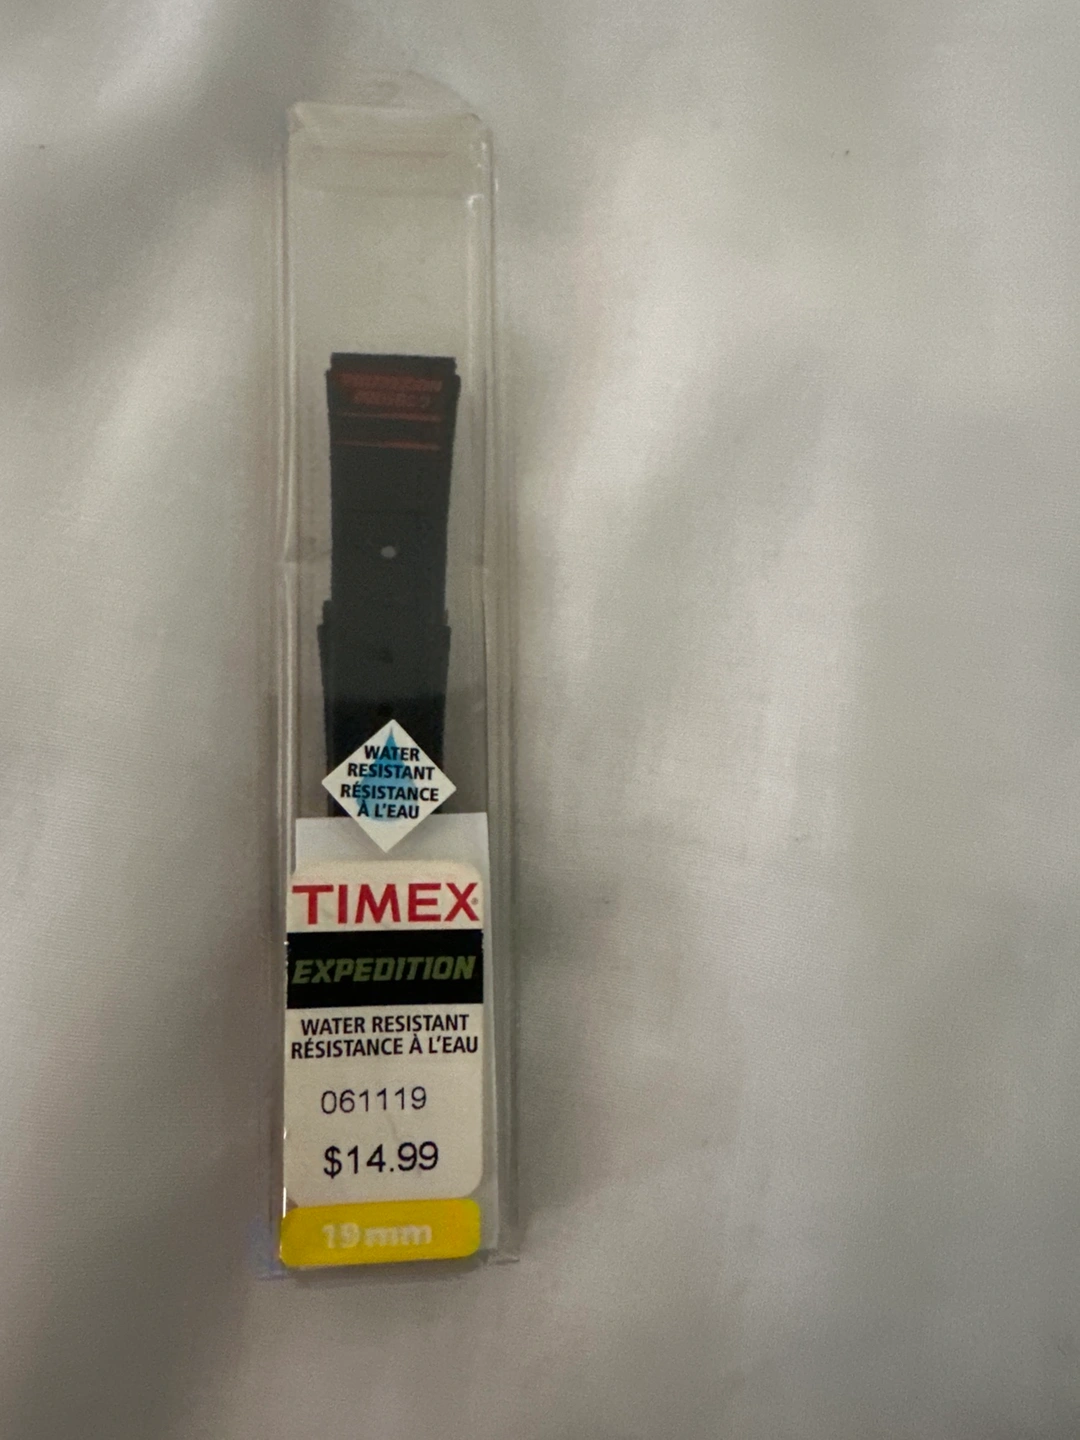 WATER
RESISTANT
RÉSISTANCE
À L'EAU
TIMEX
EXPEDITION
WATER RESISTANT
RÉSISTANCE À L'EAU
061119
$14.99
19mm